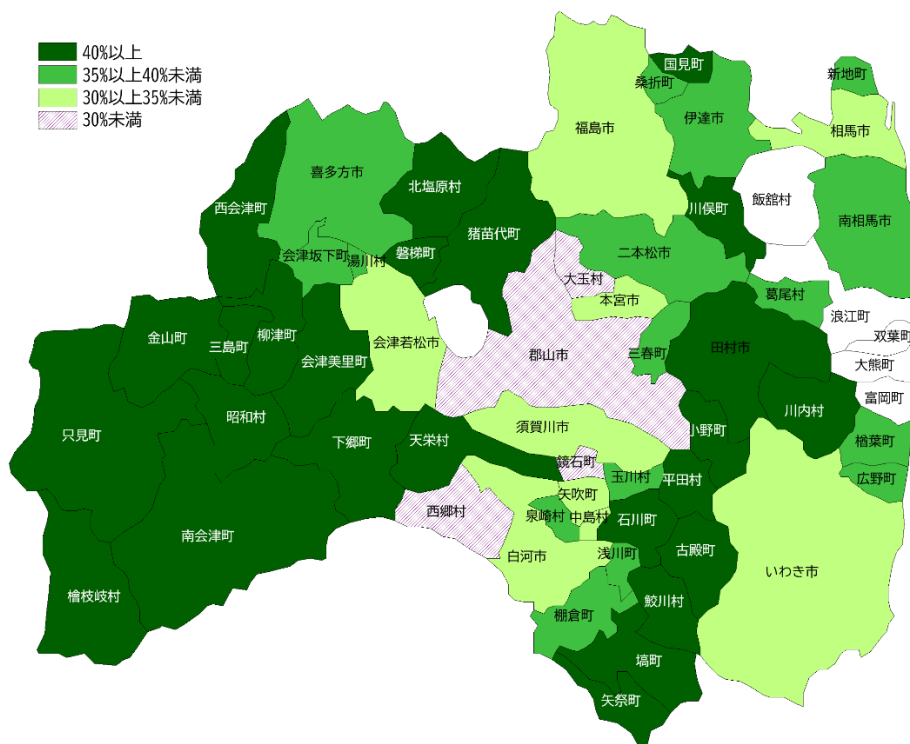 40%以上
35%以上40%未満
30%以上35%未満
30%未満
国見町
桑折町
新地町
伊達市
福島市
相馬市
喜多方市
北塩原村
飯舘村
西会津町
川俣町
南相馬市
猪苗代町
二本松市
会津坂下町
湯川村
磐梯町
大玉村
葛尾村
本宮市
浪江町
双葉町
金山町
三島町
柳津町
会津美里町
会津若松市
郡山市
三春町
田村市
大熊町
富岡町
昭和村
川内村
只見町
下郷町
天栄村
須賀川市
小野町
楢葉町
鏡石町
玉川村
平田村
広野町
矢吹町
西郷村
泉崎村
中島村
石川町
南会津町
白河市
浅川町
古殿町
いわき市
檜枝岐村
鮫川村
棚倉町
塙町
矢祭町